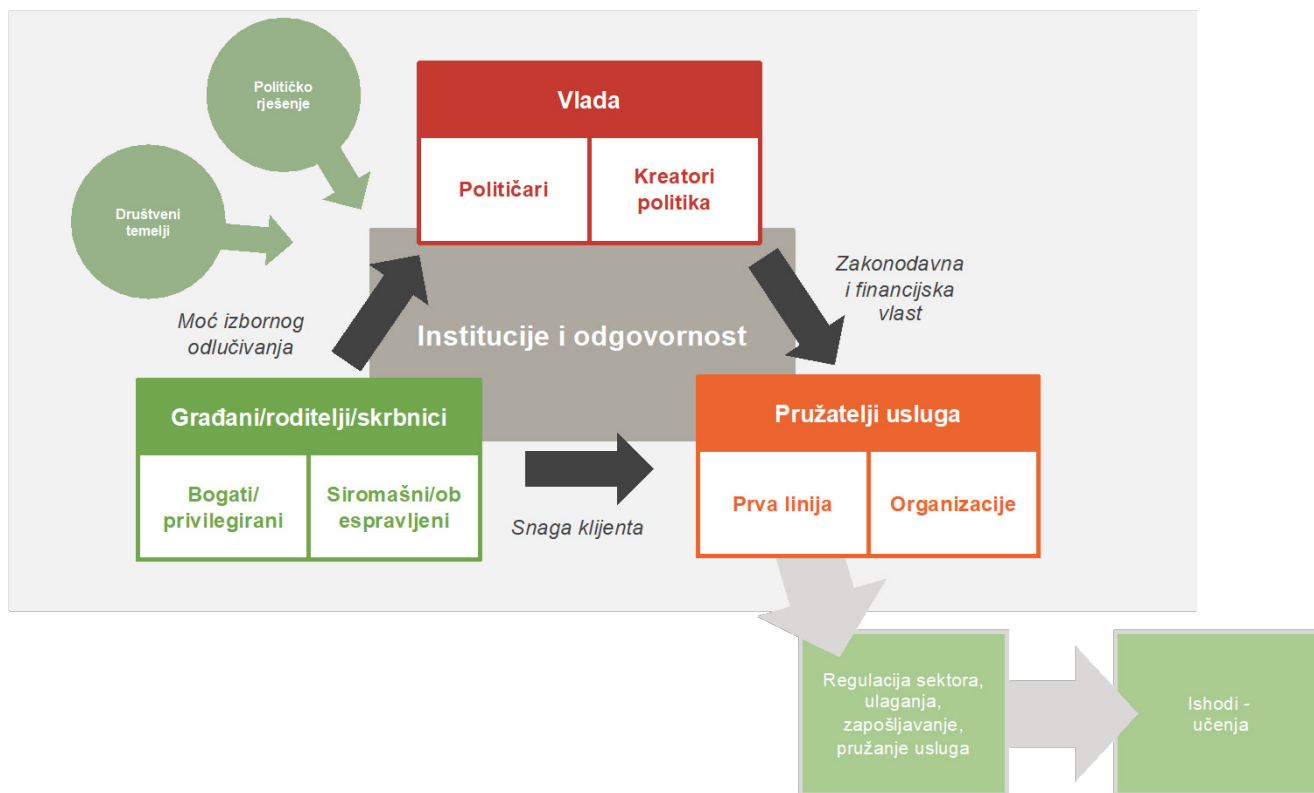 Političko
rješenje
Društveni
temelji
Vlada
Političari
Kreatori
politika
Zakonodavna
i financijska
vlast
Moć izbornog
odlučivanja
Institucije i odgovornost
Građani/roditelji/skrbnici
Bogati/
privilegirani
Siromašni/ob
espravljeni
Snaga klijenta
Pružatelji usluga
Prva linija
Organizacije
Regulacija sektora,
ulaganja,
zapošljavanje,
pružanje usluga
Ishodi -
učenja